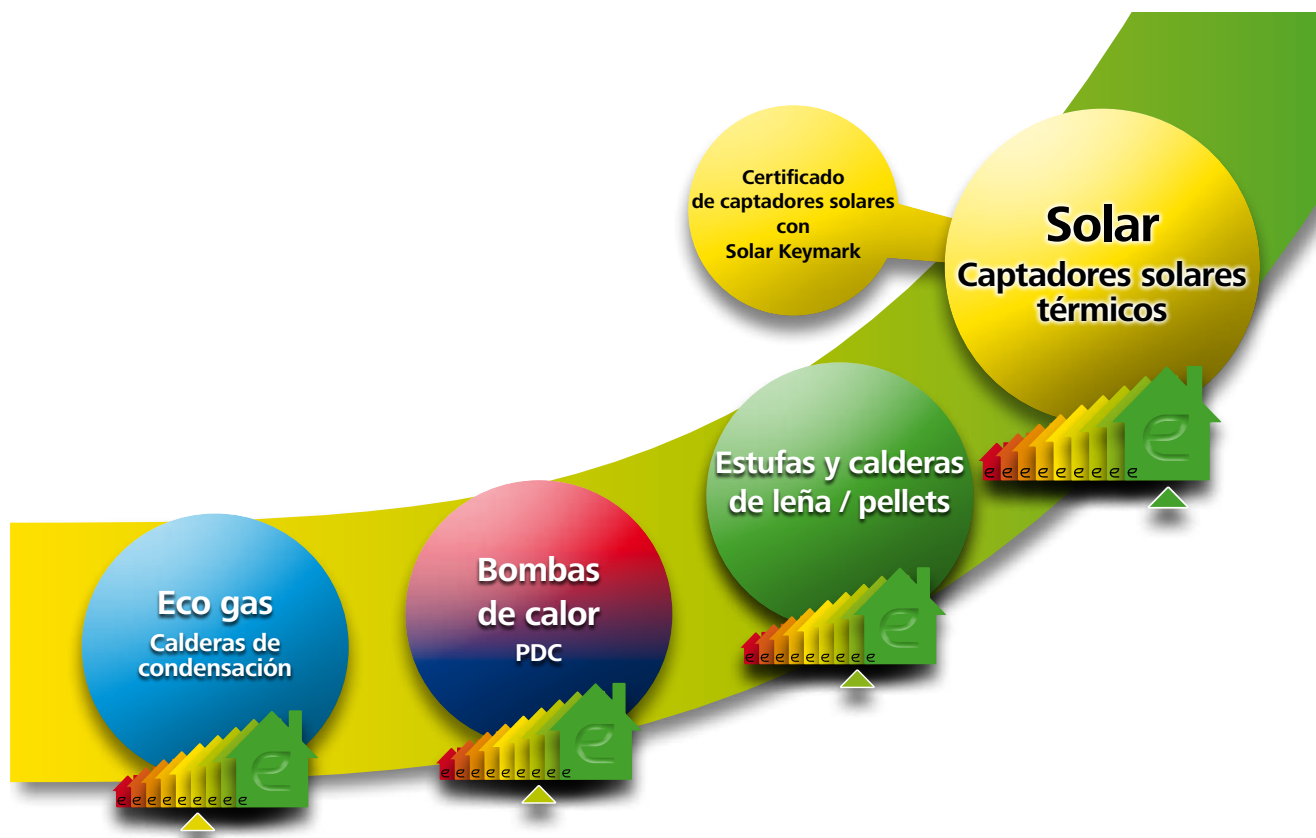 Certificado
de captadores solares
con
Solar Keymark
Solar
Captadores solares
térmicos
e e e e e e e e e
e
Estufas y calderas
de leña / pellets
e e e e e e e e e
e
Bombas
de calor
PDC
e e e e e e e e e
e
Eco gas
Calderas de
condensación
e e e e e e e e e
e